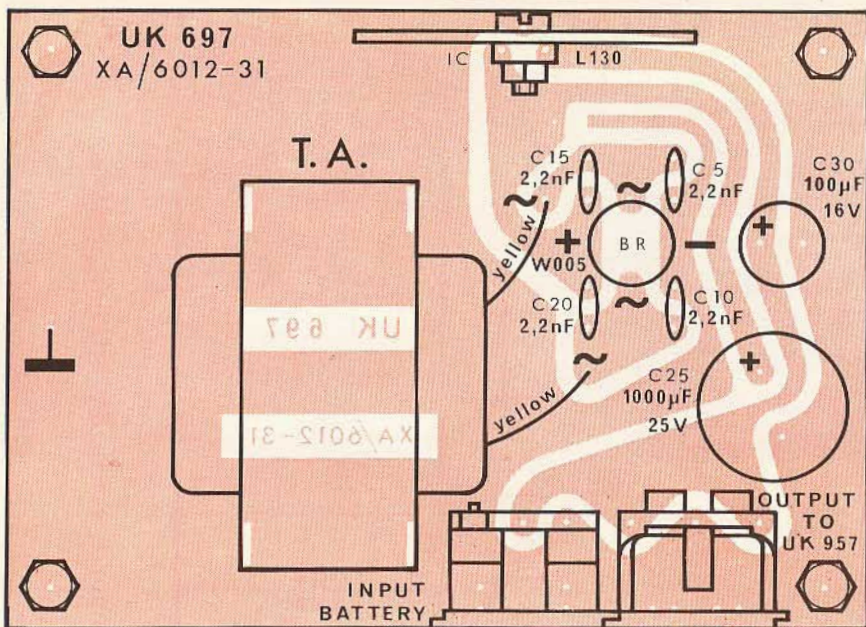 UK 697
XA/6012-31
IC L130
T. A.
C15
2,2nF
C5
2,2nF
C30
100µF
16V
+
~
~
~
yellow
+
BR
−
W005
C20
2,2nF
~
C10
2,2nF
~
yellow
+
C25
1000µF
25V
UK 697
XA/6012-31
INPUT
BATTERY
OUTPUT
TO
UK 957